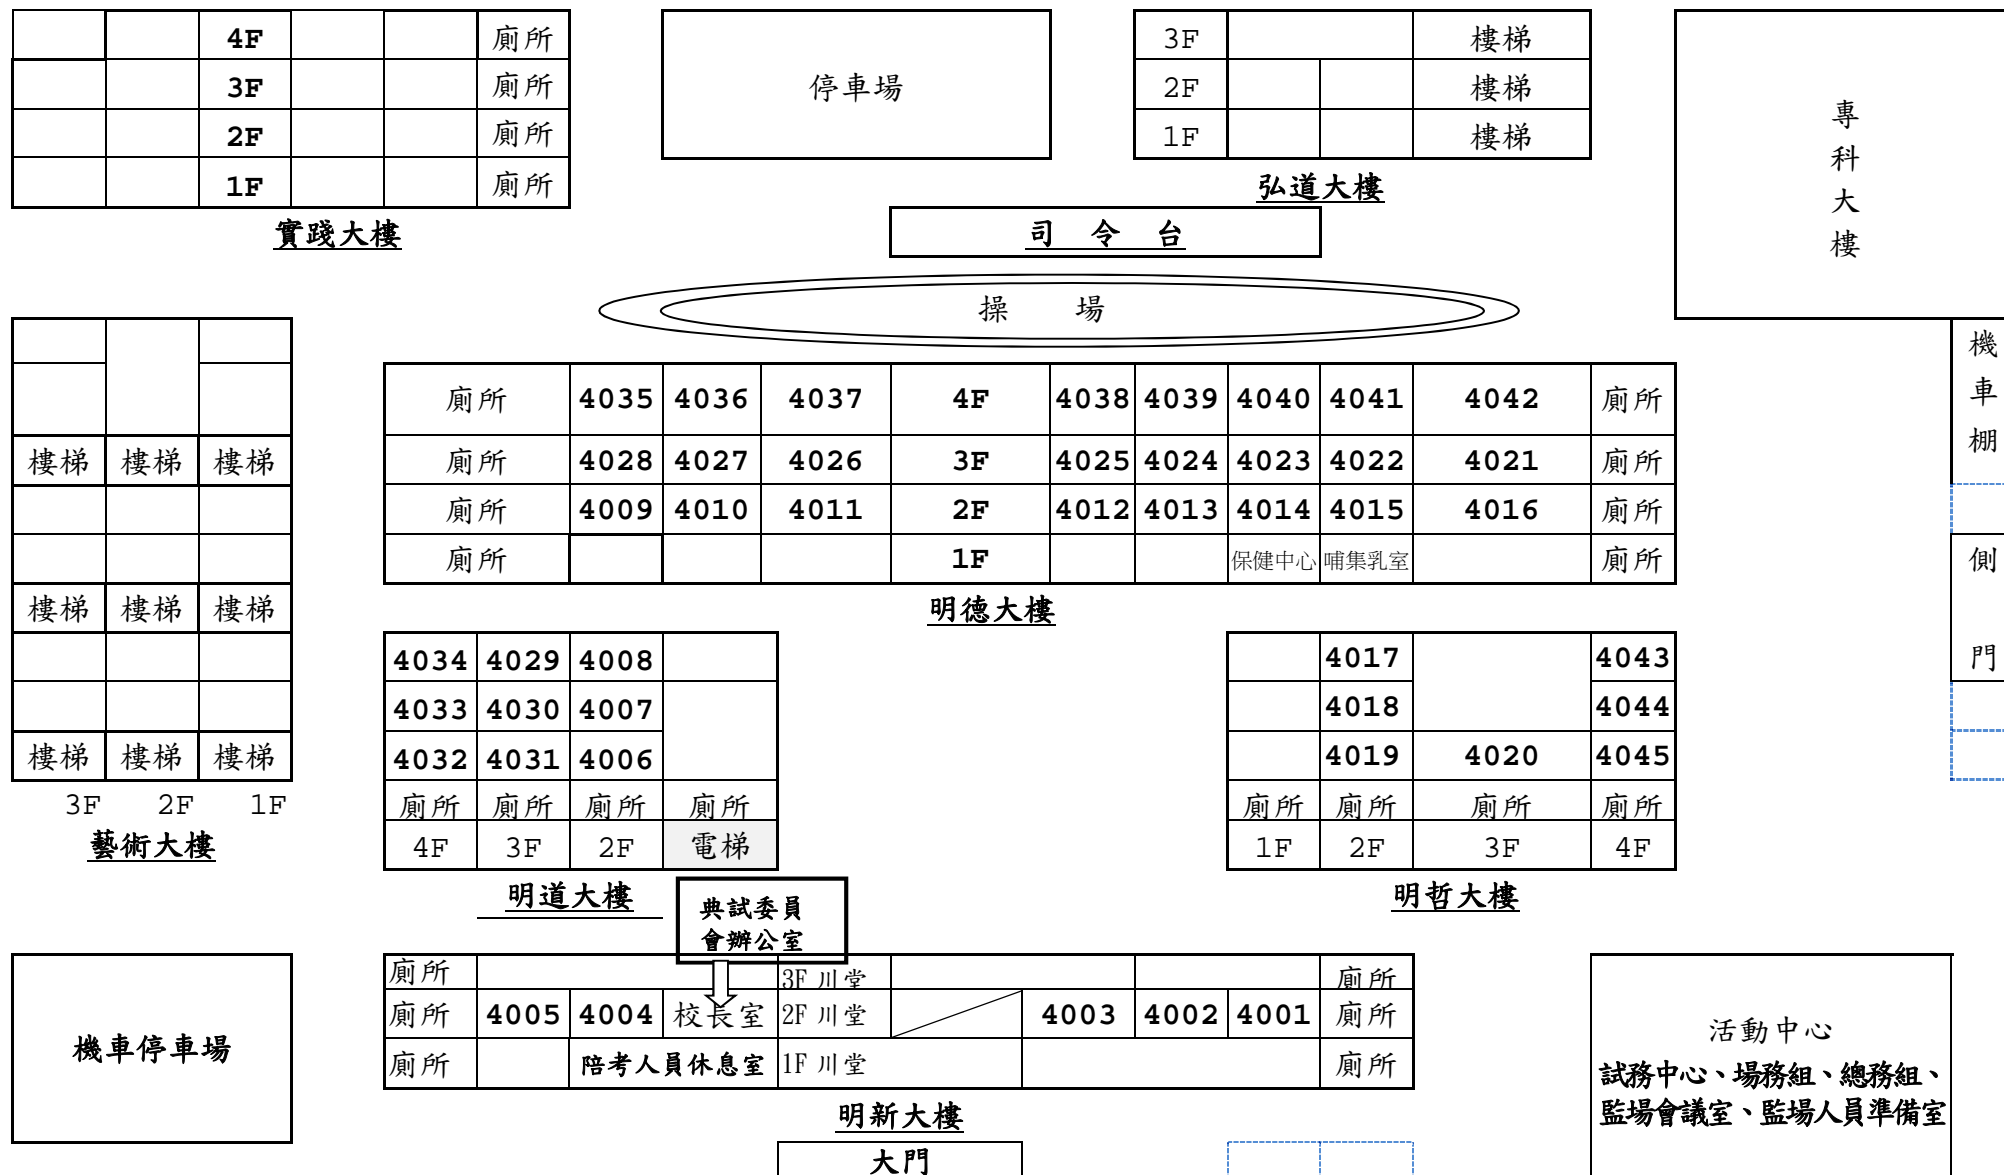 4F 廁所
3F 廁所
2F 廁所
1F 廁所
實踐大樓
停車場
3F 樓梯
2F 樓梯
1F 樓梯
弘道大樓
專
科
大
樓
司 令 台
操 場
機
車
棚
側
門
樓梯 樓梯 樓梯
樓梯 樓梯 樓梯
樓梯 樓梯 樓梯
3F 2F 1F
藝術大樓
廁所 4035 4036 4037 4F 4038 4039 4040 4041 4042 廁所
廁所 4028 4027 4026 3F 4025 4024 4023 4022 4021 廁所
廁所 4009 4010 4011 2F 4012 4013 4014 4015 4016 廁所
廁所 1F 保健中心 哺集乳室 廁所
明德大樓
4034 4029 4008
4033 4030 4007
4032 4031 4006
廁所 廁所 廁所 廁所
4F 3F 2F 電梯
明道大樓
4017 4043
4018 4044
4019 4020 4045
廁所 廁所 廁所 廁所
1F 2F 3F 4F
明哲大樓
典試委員
會辦公室
機車停車場
廁所 3F 川堂 廁所
廁所 4005 4004 校長室 2F 川堂 4003 4002 4001 廁所
廁所 陪考人員休息室 1F 川堂 廁所
明新大樓
大門
活動中心
試務中心、場務組、總務組、
監場會議室、監場人員準備室